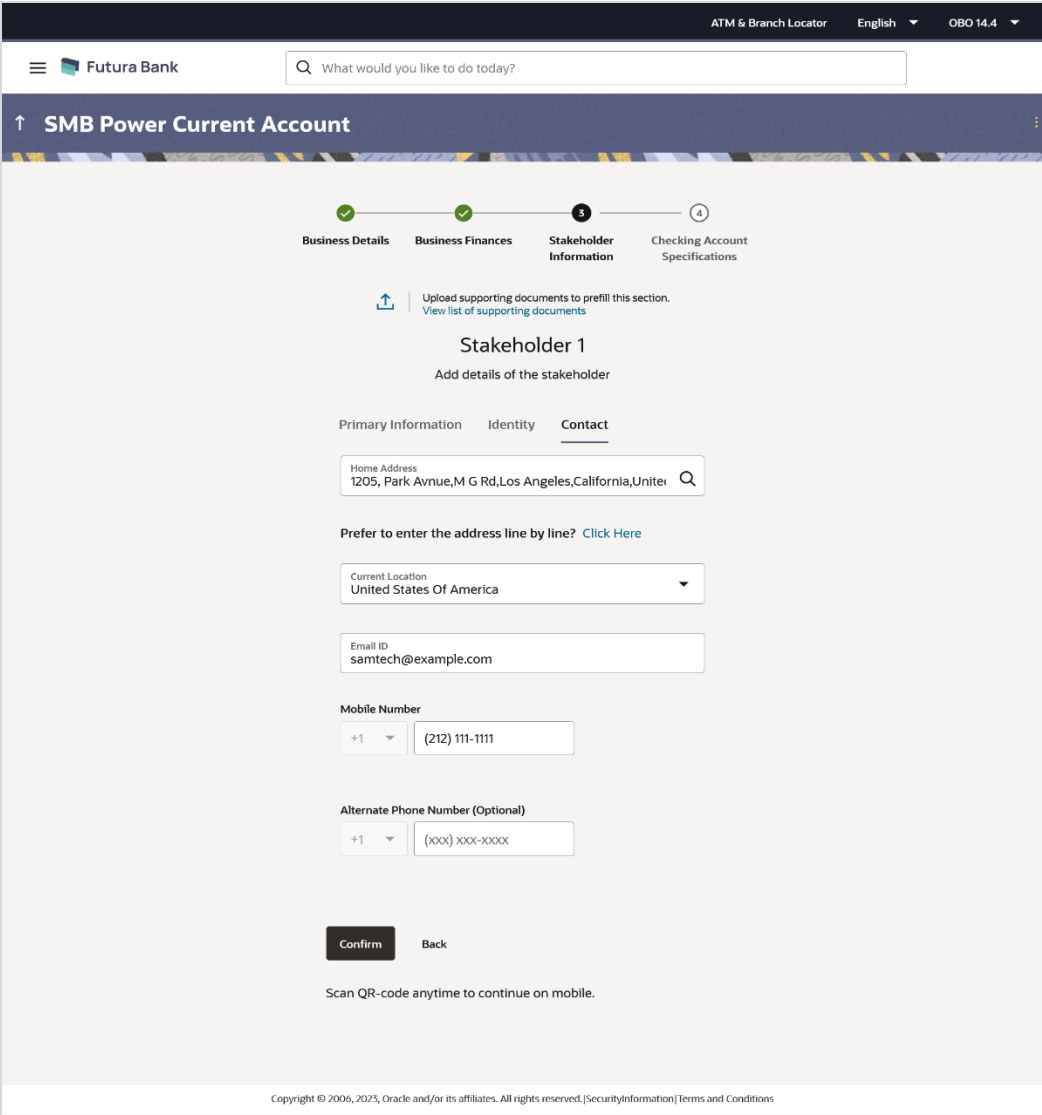 ATM & Branch Locator English OBO 14.4
Futura Bank What would you like to do today?
SMB Power Current Account
3 4
Business Details Business Finances Stakeholder Information Checking Account Specifications
Upload supporting documents to prefill this section.
View list of supporting documents
Stakeholder 1
Add details of the stakeholder
Primary Information Identity Contact
Home Address
1205, Park Avnue,M G Rd,Los Angeles,California,Unite
Prefer to enter the address line by line? Click Here
Current Location
United States Of America
Email ID
samtech@example.com
Mobile Number
+1 (212) 111-1111
Alternate Phone Number (Optional)
+1 (xxx) xxx-xxxx
Confirm Back
Scan QR-code anytime to continue on mobile.
Copyright © 2006, 2023, Oracle and/or its affiliates. All rights reserved.|SecurityInformation|Terms and Conditions